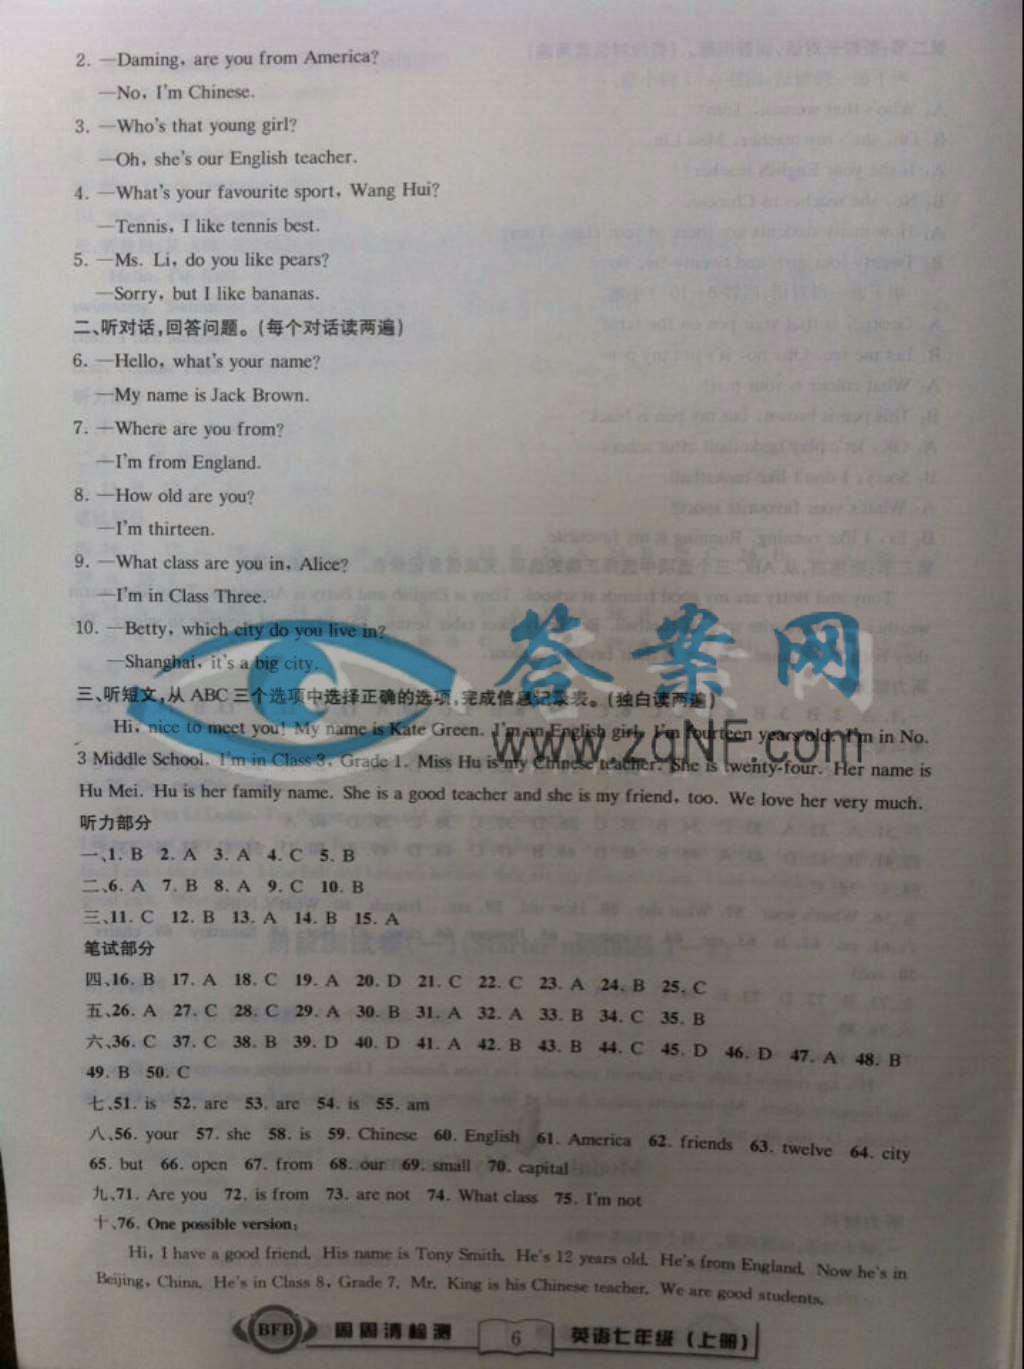 2. —Daming, are you from America?
—No, I'm Chinese.
3. —Who's that young girl?
—Oh, she's our English teacher.
4. —What's your favourite sport, Wang Hui?
—Tennis, I like tennis best.
5. —Ms. Li, do you like pears?
—Sorry, but I like bananas.
二、听对话,回答问题。(每个对话读两遍)
6. —Hello, what's your name?
—My name is Jack Brown.
7. —Where are you from?
—I'm from England.
8. —How old are you?
—I'm thirteen.
9. —What class are you in, Alice?
—I'm in Class Three.
10. —Betty, which city do you live in?
—Shanghai, it's a big city.
三、听短文,从 ABC 三个选项中选择正确的选项,完成信息记录表。(独白读两遍)
Hi, nice to meet you! My name is Kate Green. I'm an English girl. I'm fourteen years old. I'm in No.
3 Middle School. I'm in Class 3, Grade 1. Miss Hu is my Chinese teacher. She is twenty-four. Her name is
Hu Mei. Hu is her family name. She is a good teacher and she is my friend, too. We love her very much.
听力部分
一、1. B 2. A 3. A 4. C 5. B
二、6. A 7. B 8. A 9. C 10. B
三、11. C 12. B 13. A 14. B 15. A
笔试部分
四、16. B 17. A 18. C 19. A 20. D 21. C 22. C 23. A 24. B 25. C
五、26. A 27. C 28. C 29. A 30. B 31. A 32. A 33. B 34. C 35. B
六、36. C 37. C 38. B 39. D 40. D 41. A 42. B 43. B 44. C 45. D 46. D 47. A 48. B
49. B 50. C
七、51. is 52. are 53. are 54. is 55. am
八、56. your 57. she 58. is 59. Chinese 60. English 61. America 62. friends 63. twelve 64. city
65. but 66. open 67. from 68. our 69. small 70. capital
九、71. Are you 72. is from 73. are not 74. What class 75. I'm not
十、76. One possible version:
Hi, I have a good friend. His name is Tony Smith. He's 12 years old. He's from England. Now he's in
Beijing, China. He's in Class 8, Grade 7. Mr. King is his Chinese teacher. We are good students.
BFB 周周清检测 6 英语七年级(上册)
答案网
www.zqNF.com